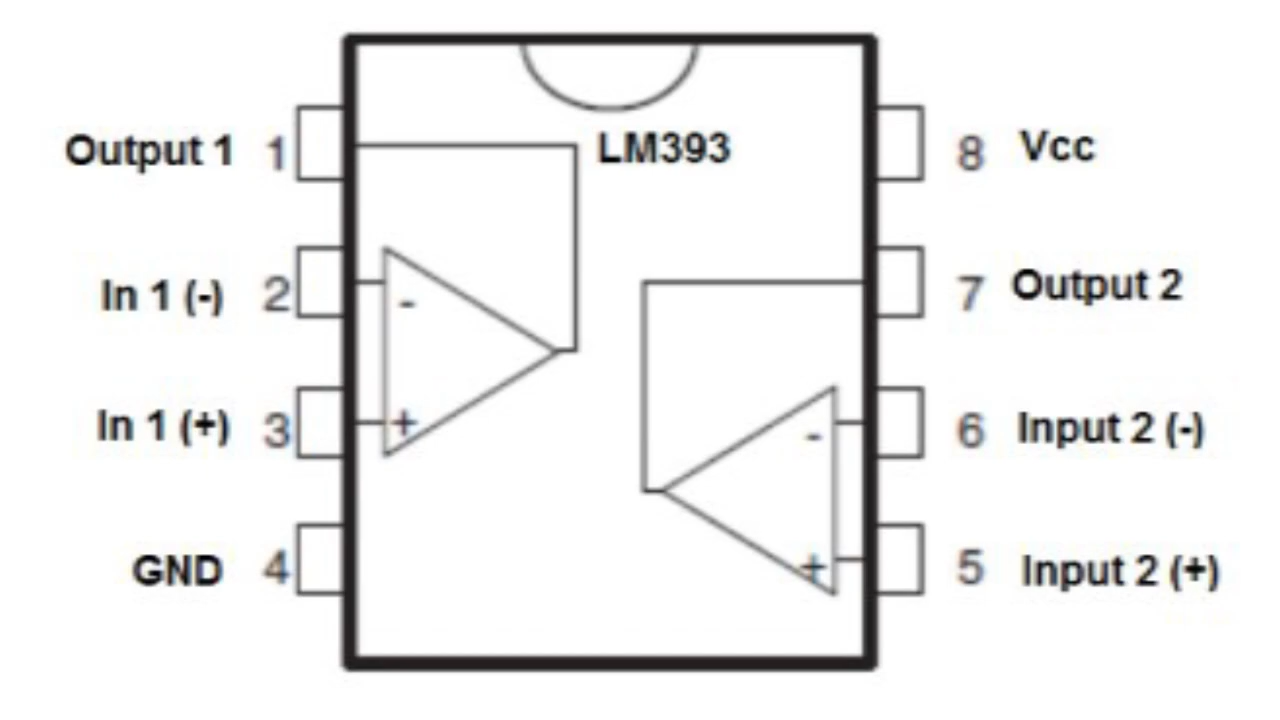 Output 1 1 LM393 8 Vcc
In 1 (-) 2 - 7 Output 2
In 1 (+) 3 + - 6 Input 2 (-)
GND 4 + 5 Input 2 (+)